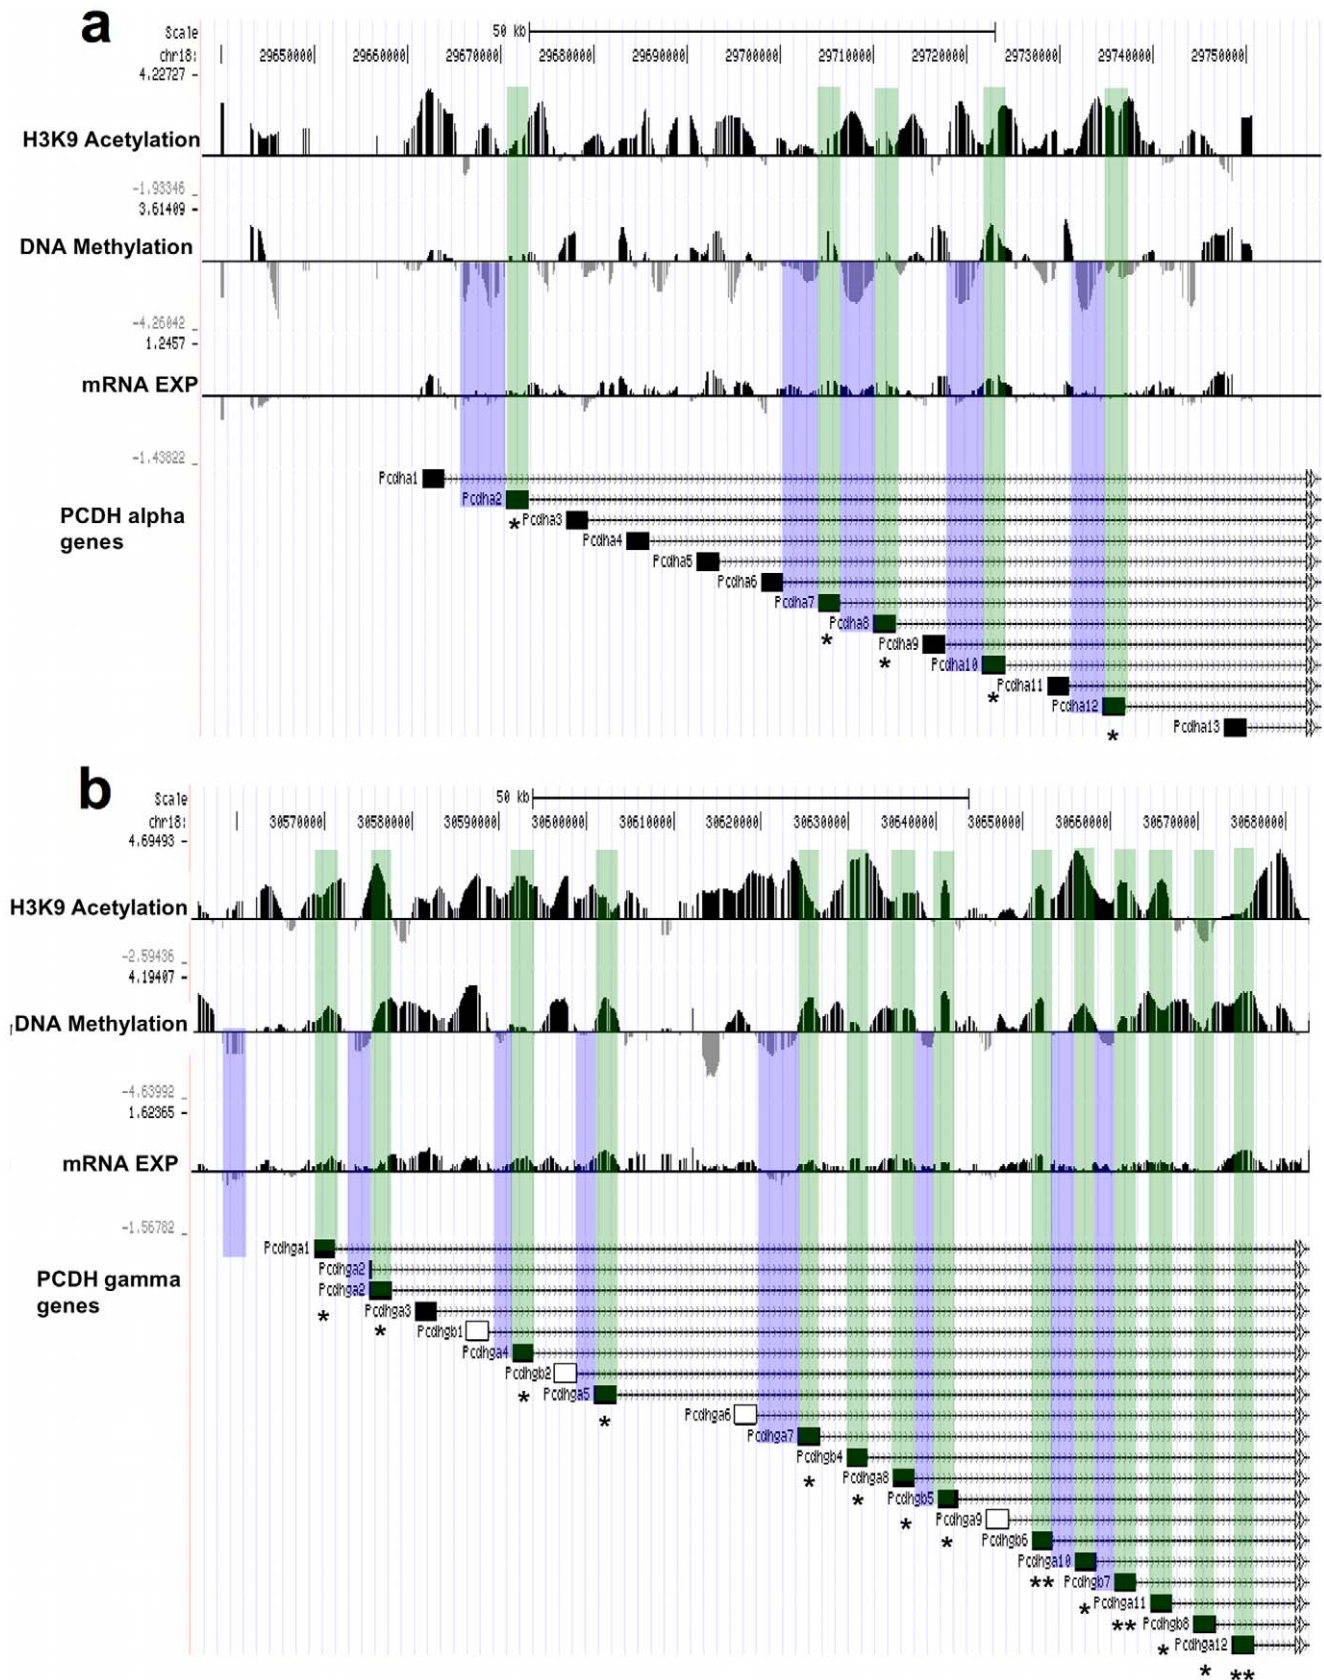 a
Scale 50 kb
chr18: 29650000 29660000 29670000 29680000 29690000 29700000 29710000 29720000 29730000 29740000 29750000
4.22727
H3K9 Acetylation
-1.93346
3.61409
DNA Methylation
-4.26042
1.2457
mRNA EXP
-1.43822
Pcdha1
Pcdha2
PCDH alpha genes
* Pcdha3
Pcdha4
Pcdha5
Pcdha6
Pcdha7
Pcdha8
*
Pcdha9
*
Pcdha10
Pcdha11
*
Pcdha12
Pcdha13
*
b
Scale 50 kb
chr18: 30570000 30580000 30590000 30600000 30610000 30620000 30630000 30640000 30650000 30660000 30670000 30680000
4.69493
H3K9 Acetylation
-2.59436
4.19407
DNA Methylation
-4.63992
1.62365
mRNA EXP
-1.56782
Pcdhga1
Pcdhga2
PCDH gamma genes
Pcdhga2
*
Pcdhga3
*
Pcdhgb1
Pcdhga4
Pcdhgb2
*
Pcdhga5
*
Pcdhga6
Pcdhga7
Pcdhgb4
*
Pcdhga8
*
Pcdhgb5
*
Pcdhga9
*
Pcdhgb6
Pcdhga10
**
Pcdhgb7
*
Pcdhga11
**
Pcdhgb8
*
Pcdhga12
*
**